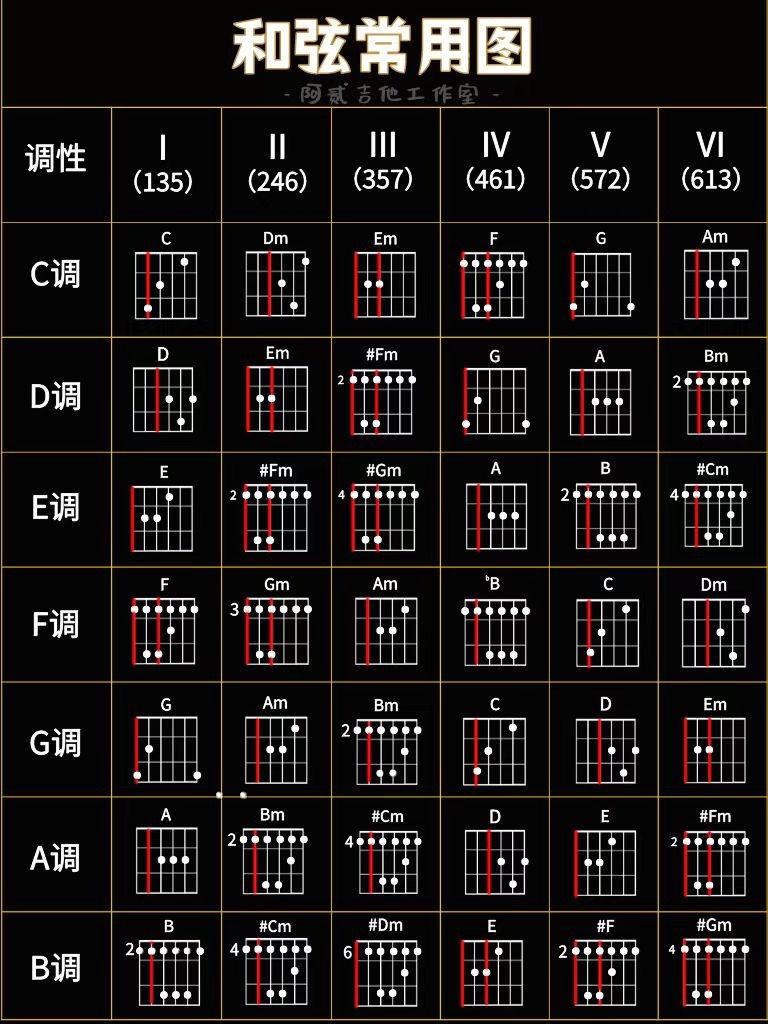 和弦常用图
- 阿贰吉他工作室 -
调性 I II III IV V VI
(135) (246) (357) (461) (572) (613)
C调 C Dm Em F G Am
D调 D Em #Fm G A Bm
2 2
E调 E #Fm #Gm A B #Cm
2 4 2 4
F调 F Gm Am ᵇB C Dm
3
G调 G Am Bm C D Em
2
A调 A Bm #Cm D E #Fm
2 4 2
B调 B #Cm #Dm E #F #Gm
2 4 6 2 4